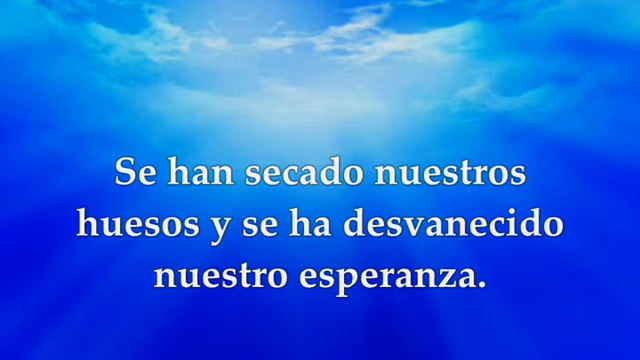 Se han secado nuestros
huesos y se ha desvanecido
nuestro esperanza.